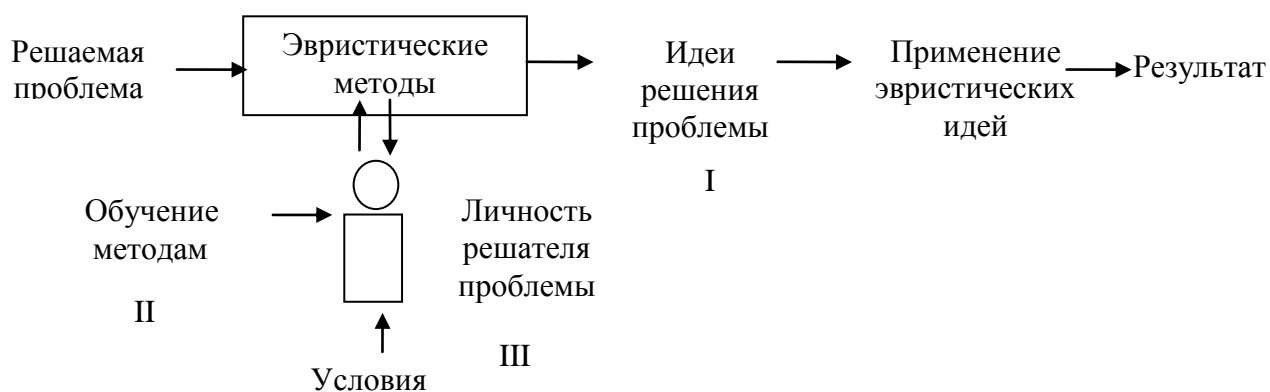 Решаемая
проблема
Эвристические
методы
Идеи
решения
проблемы
I
Применение
эвристических
идей
Результат
Обучение
методам
II
Личность
решателя
проблемы
III
Условия